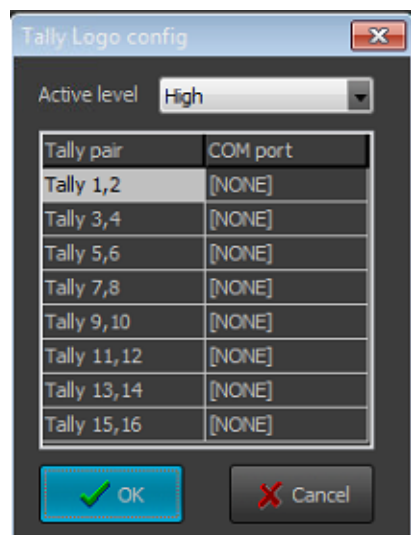 Tally Logo config
Active level High
Tally pair COM port
Tally 1,2 [NONE]
Tally 3,4 [NONE]
Tally 5,6 [NONE]
Tally 7,8 [NONE]
Tally 9,10 [NONE]
Tally 11,12 [NONE]
Tally 13,14 [NONE]
Tally 15,16 [NONE]
OK Cancel